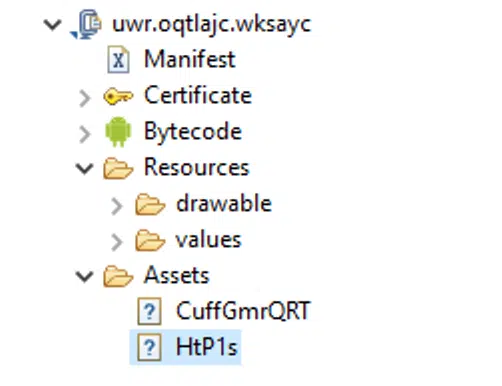 uwr.oqtlajc.wksayc
Manifest
Certificate
Bytecode
Resources
drawable
values
Assets
CuffGmrQRT
HtP1s